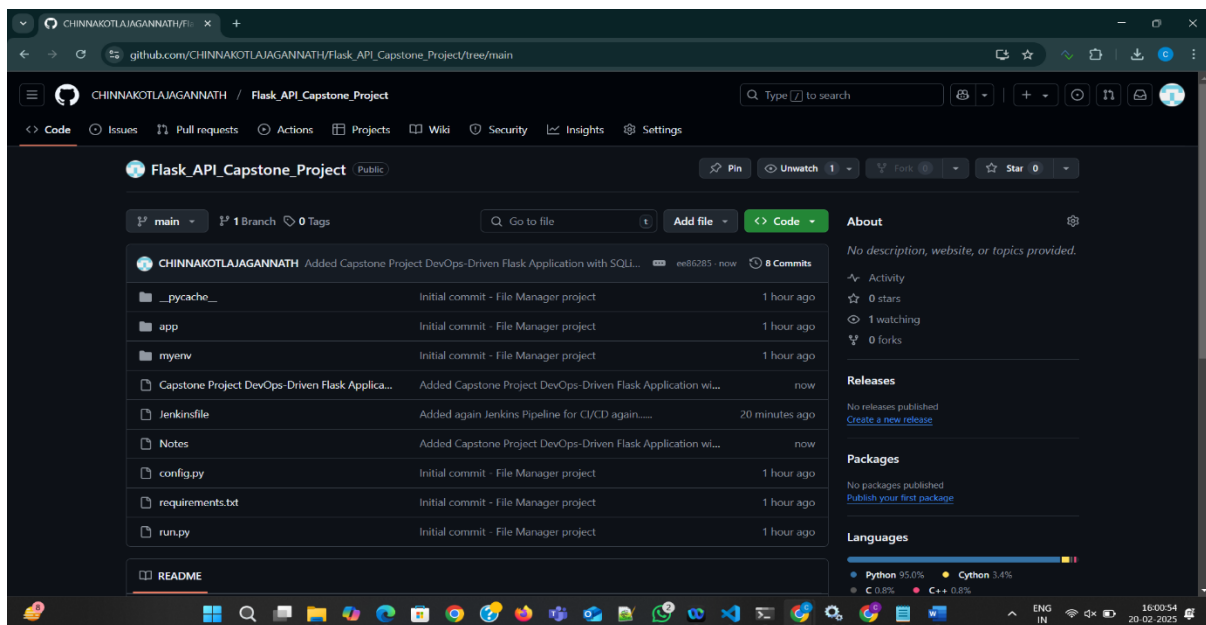 CHINNAKOTLAJAGANNATH/Fl
github.com/CHINNAKOTLAJAGANNATH/Flask_API_Capstone_Project/tree/main
CHINNAKOTLAJAGANNATH / Flask_API_Capstone_Project
Type / to search
Code Issues Pull requests Actions Projects Wiki Security Insights Settings
Flask_API_Capstone_Project Public
Pin Unwatch 1 Fork 0 Star 0
main 1 Branch 0 Tags
Go to file t
Add file
Code
CHINNAKOTLAJAGANNATH Added Capstone Project DevOps-Driven Flask Application with SQLi... ee86285 · now 8 Commits
__pycache__ Initial commit - File Manager project 1 hour ago
app Initial commit - File Manager project 1 hour ago
myenv Initial commit - File Manager project 1 hour ago
Capstone Project DevOps-Driven Flask Applica... Added Capstone Project DevOps-Driven Flask Application wi... now
Jenkinsfile Added again Jenkins Pipeline for CI/CD again...... 20 minutes ago
Notes Added Capstone Project DevOps-Driven Flask Application wi... now
config.py Initial commit - File Manager project 1 hour ago
requirements.txt Initial commit - File Manager project 1 hour ago
run.py Initial commit - File Manager project 1 hour ago
README
About
No description, website, or topics provided.
Activity
0 stars
1 watching
0 forks
Releases
No releases published
Create a new release
Packages
No packages published
Publish your first package
Languages
Python 95.0% Cython 3.4%
C 0.8% C++ 0.8%
ENG
IN
16:00:54
20-02-2025